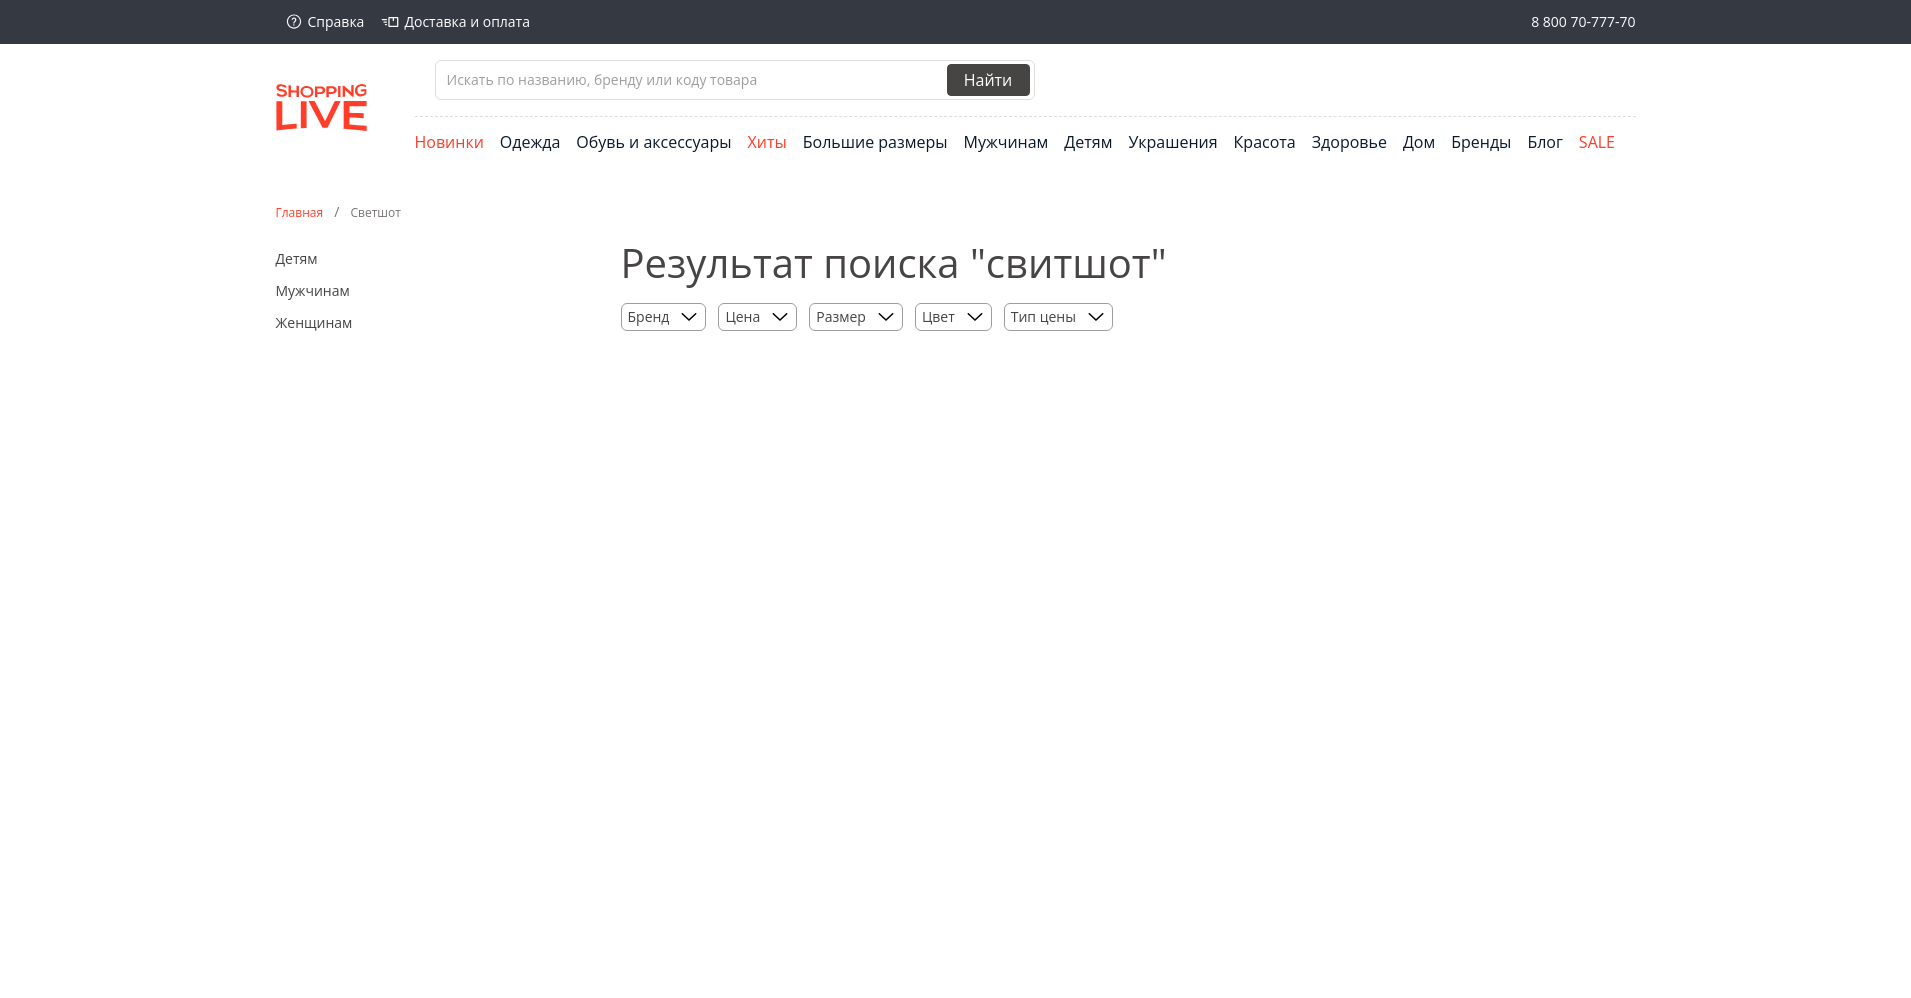 Справка Доставка и оплата 8 800 70-777-70
Искать по названию, бренду или коду товара Найти
SHOPPING
LIVE
Новинки Одежда Обувь и аксессуары Хиты Большие размеры Мужчинам Детям Украшения Красота Здоровье Дом Бренды Блог SALE
Главная / Светшот
Детям
Мужчинам
Женщинам
Результат поиска "свитшот"
Бренд Цена Размер Цвет Тип цены